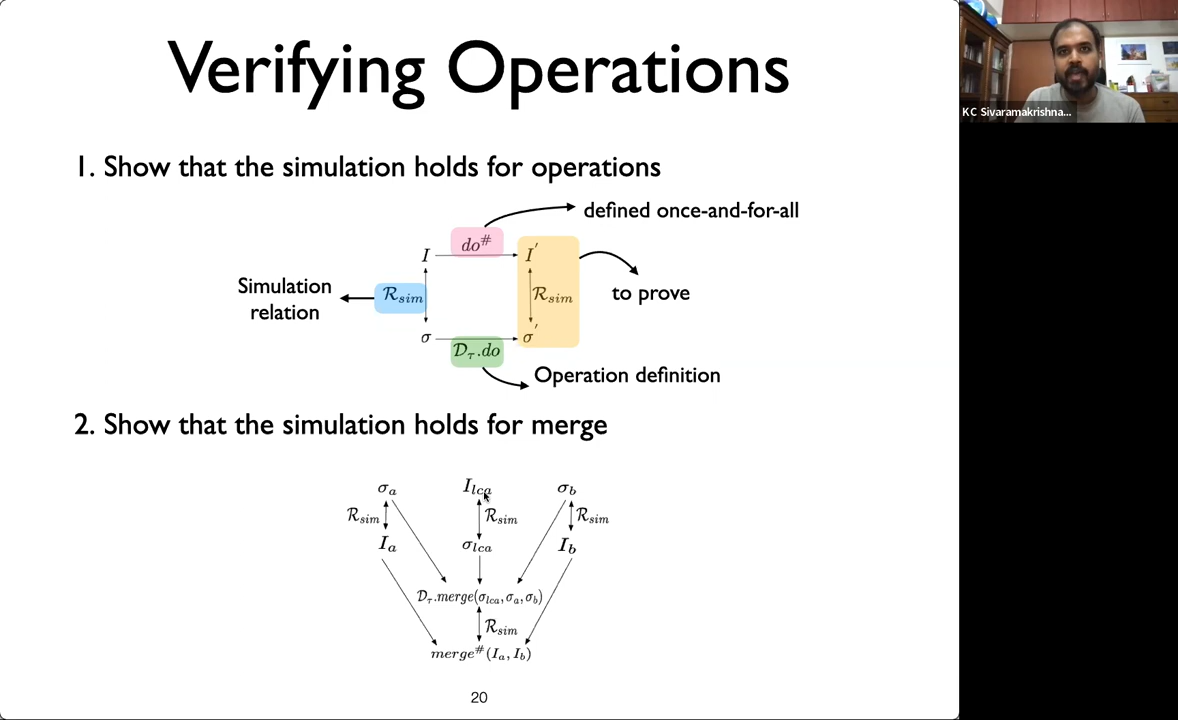 Verifying Operations
KC Sivaramakrishna...
1. Show that the simulation holds for operations
defined once-and-for-all
do#
I I′
Simulation
relation
R_sim R_sim
to prove
σ σ′
D_τ.do
Operation definition
2. Show that the simulation holds for merge
σ_a I_lca σ_b
R_sim R_sim R_sim
I_a σ_lca I_b
D_τ.merge(σ_lca, σ_a, σ_b)
R_sim
merge#(I_a, I_b)
20